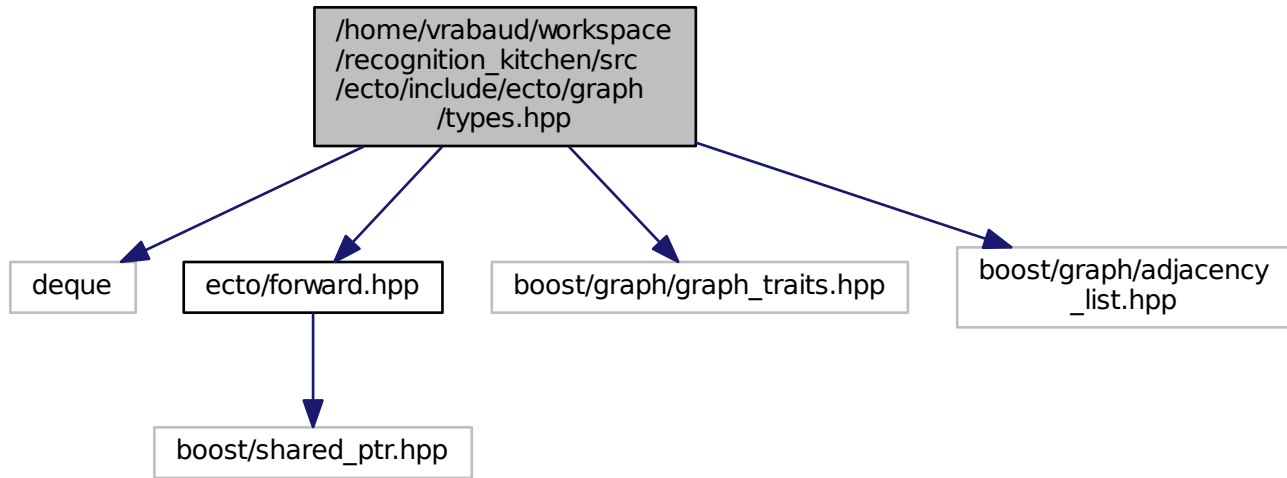 /home/vrabaud/workspace
/recognition_kitchen/src
/ecto/include/ecto/graph
/types.hpp
deque
ecto/forward.hpp
boost/graph/graph_traits.hpp
boost/graph/adjacency
_list.hpp
boost/shared_ptr.hpp